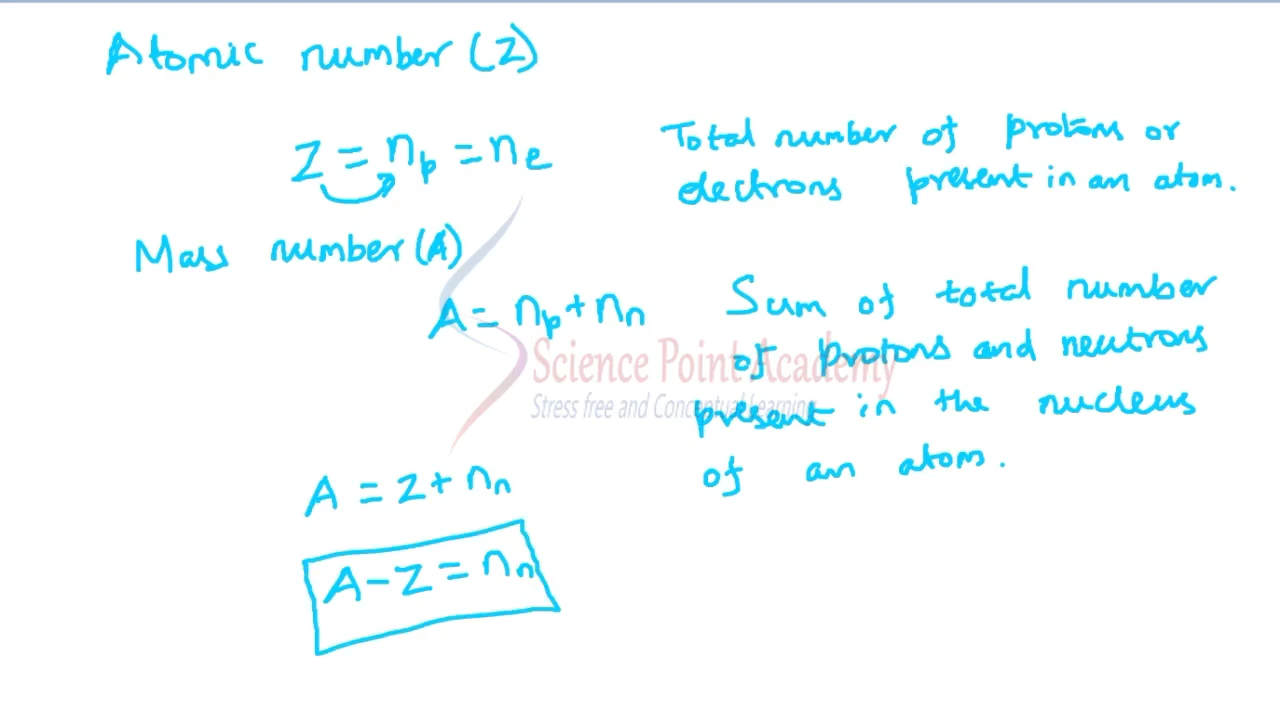 Atomic number (Z)
Z = np = ne
Total number of protons or
electrons present in an atom.
Mass number (A)
A = np + nn
Sum of total number
of protons and neutrons
present in the nucleus
of an atom.
Science Point Academy
Stress free and Conceptual Learning
A = Z + nn
A - Z = nn